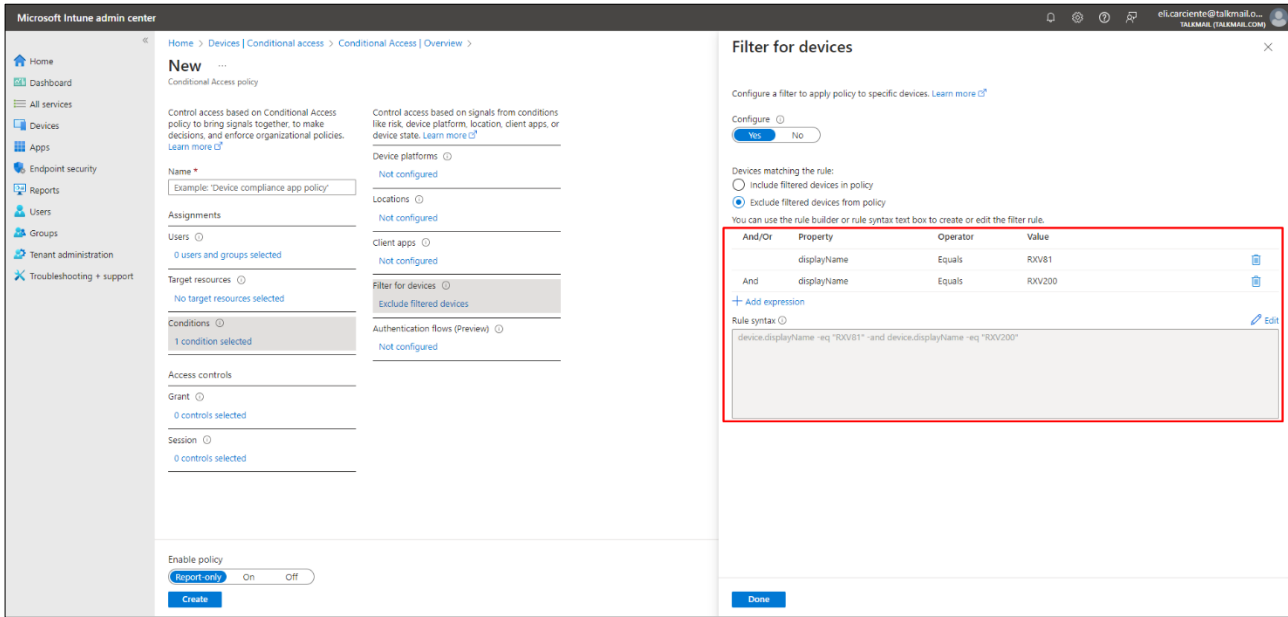 Microsoft Intune admin center
eli.carciente@talkmail.o...
TALKMAIL (TALKMAIL.COM)
«
Home
Dashboard
All services
Devices
Apps
Endpoint security
Reports
Users
Groups
Tenant administration
Troubleshooting + support
Home > Devices | Conditional access > Conditional Access | Overview >
New ...
Conditional Access policy
Control access based on Conditional Access
policy to bring signals together, to make
decisions, and enforce organizational policies.
Learn more
Name *
Example: 'Device compliance app policy'
Assignments
Users
0 users and groups selected
Target resources
No target resources selected
Conditions
1 condition selected
Access controls
Grant
0 controls selected
Session
0 controls selected
Enable policy
Report-only On Off
Create
Control access based on signals from conditions
like risk, device platform, location, client apps, or
device state. Learn more
Device platforms
Not configured
Locations
Not configured
Client apps
Not configured
Filter for devices
Exclude filtered devices
Authentication flows (Preview)
Not configured
Filter for devices
Configure a filter to apply policy to specific devices. Learn more
Configure
Yes No
Devices matching the rule:
Include filtered devices in policy
Exclude filtered devices from policy
You can use the rule builder or rule syntax text box to create or edit the filter rule.
And/Or Property Operator Value
displayName Equals RXV81
And displayName Equals RXV200
+ Add expression
Rule syntax Edit
device.displayName -eq "RXV81" -and device.displayName -eq "RXV200"
Done